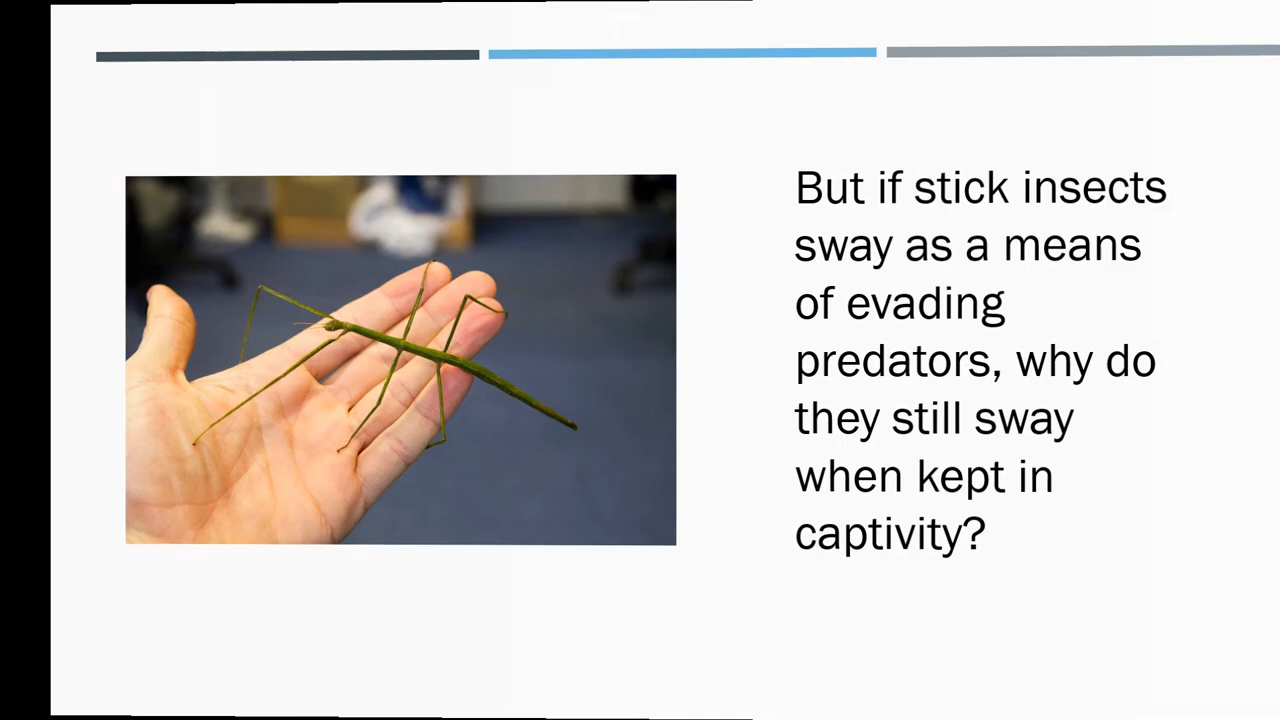 But if stick insects
sway as a means
of evading
predators, why do
they still sway
when kept in
captivity?